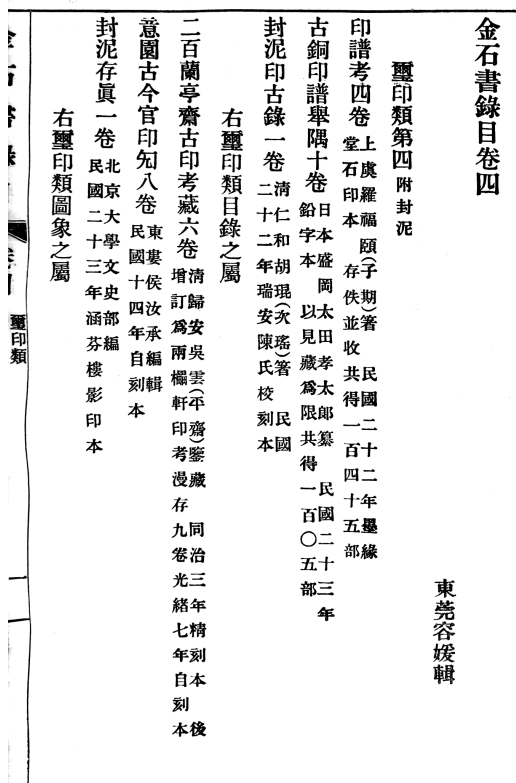 金石書錄目卷四
東莞容媛輯
璽印類第四 附封泥
印譜考四卷 上虞羅福頤(子期)箸 民國二十二年墨緣
堂石印本 存佚並收共得一百四十五部
古銅印譜舉隅十卷 日本盛岡太田孝太郎纂 民國二十三年
鉛字本 以見藏爲限共得一百〇五部
封泥印古錄一卷 清仁和胡琨(次瑤)箸 民國
二十二年瑞安陳氏校刻本
右璽印類目錄之屬
二百蘭亭齋古印考藏六卷 清歸安吳雲(平齋)鑒藏 同治三年精刻本 後
增訂爲兩櫑軒印考漫存九卷光緒七年自刻本
意園古今官印匊八卷 東婁侯汝承編輯
民國十四年自刻本
封泥存眞一卷 北京大學文史部編
民國二十三年涵芬樓影印本
右璽印類圖象之屬
璽印類
一